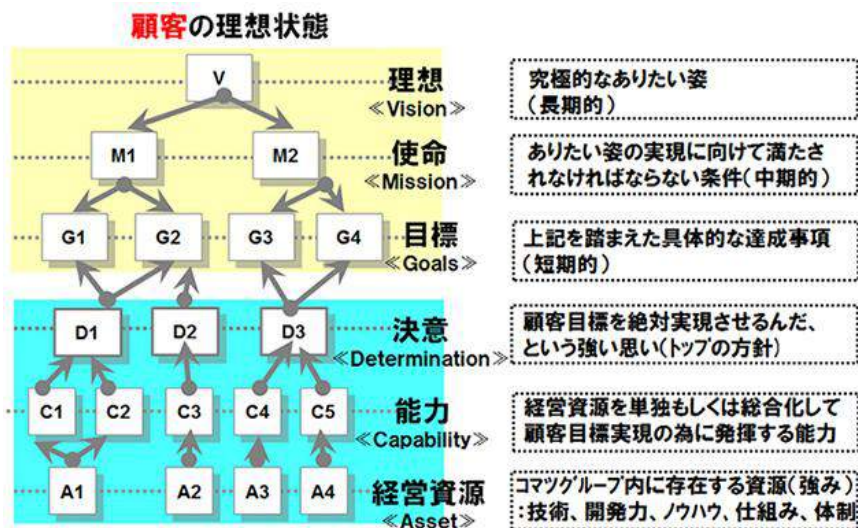 顧客の理想状態
V
理想
≪Vision≫
究極的なありたい姿
(長期的)
M1 M2
使命
≪Mission≫
ありたい姿の実現に向けて満たさ
れなければならない条件(中期的)
G1 G2 G3 G4
目標
≪Goals≫
上記を踏まえた具体的な達成事項
(短期的)
D1 D2 D3
決意
≪Determination≫
顧客目標を絶対実現させるんだ、
という強い思い(トップの方針)
C1 C2 C3 C4 C5
能力
≪Capability≫
経営資源を単独もしくは総合化して
顧客目標実現の為に発揮する能力
A1 A2 A3 A4
経営資源
≪Asset≫
コマツグループ内に存在する資源(強み)
:技術、開発力、ノウハウ、仕組み、体制